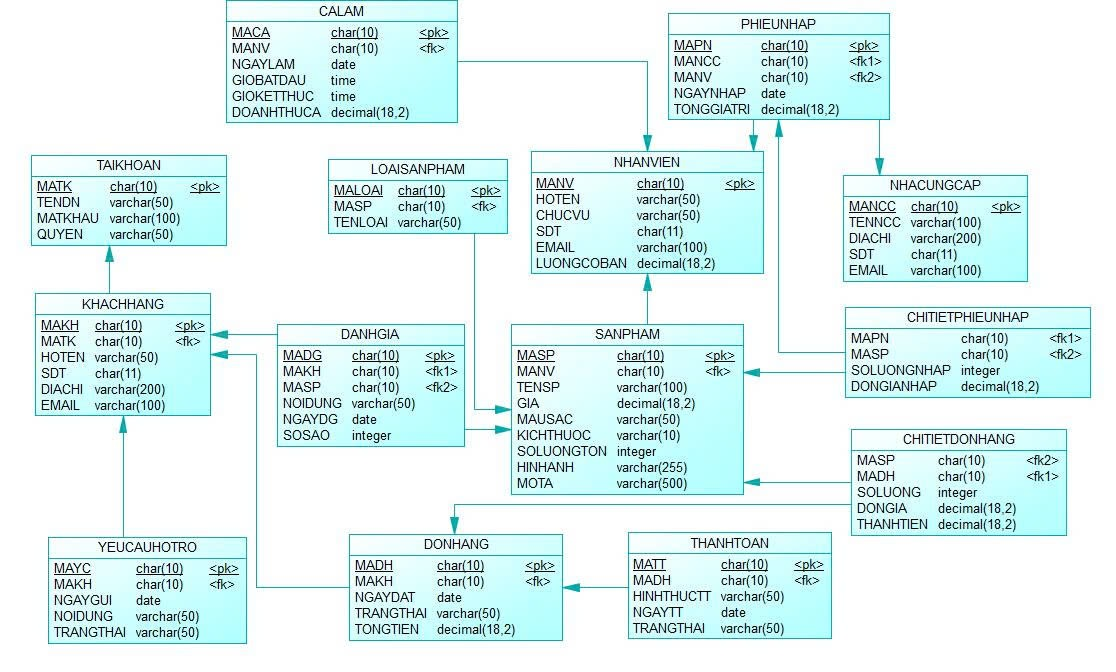 CALAM
MACA char(10) <pk>
MANV char(10) <fk>
NGAYLAM date
GIOBATDAU time
GIOKETTHUC time
DOANHTHUCA decimal(18,2)
PHIEUNHAP
MAPN char(10) <pk>
MANCC char(10) <fk1>
MANV char(10) <fk2>
NGAYNHAP date
TONGGIATRI decimal(18,2)
TAIKHOAN
MATK char(10) <pk>
TENDN varchar(50)
MATKHAU varchar(100)
QUYEN varchar(50)
LOAISANPHAM
MALOAI char(10) <pk>
MASP char(10) <fk>
TENLOAI varchar(50)
NHANVIEN
MANV char(10) <pk>
HOTEN varchar(50)
CHUCVU varchar(50)
SDT char(11)
EMAIL varchar(100)
LUONGCOBAN decimal(18,2)
NHACUNGCAP
MANCC char(10) <pk>
TENNCC varchar(100)
DIACHI varchar(200)
SDT char(11)
EMAIL varchar(100)
KHACHHANG
MAKH char(10) <pk>
MATK char(10) <fk>
HOTEN varchar(50)
SDT char(11)
DIACHI varchar(200)
EMAIL varchar(100)
DANHGIA
MADG char(10) <pk>
MAKH char(10) <fk1>
MASP char(10) <fk2>
NOIDUNG varchar(50)
NGAYDG date
SOSAO integer
SANPHAM
MASP char(10) <pk>
MANV char(10) <fk>
TENSP varchar(100)
GIA decimal(18,2)
MAUSAC varchar(50)
KICHTHUOC varchar(10)
SOLUONGTON integer
HINHANH varchar(255)
MOTA varchar(500)
CHITIETPHIEUNHAP
MAPN char(10) <fk1>
MASP char(10) <fk2>
SOLUONGNHAP integer
DONGIANHAP decimal(18,2)
CHITIETDONHANG
MASP char(10) <fk2>
MADH char(10) <fk1>
SOLUONG integer
DONGIA decimal(18,2)
THANHTIEN decimal(18,2)
YEUCAUHOTRO
MAYC char(10) <pk>
MAKH char(10) <fk>
NGAYGUI date
NOIDUNG varchar(50)
TRANGTHAI varchar(50)
DONHANG
MADH char(10) <pk>
MAKH char(10) <fk>
NGAYDAT date
TRANGTHAI varchar(50)
TONGTIEN decimal(18,2)
THANHTOAN
MATT char(10) <pk>
MADH char(10) <fk>
HINHTHUCTT varchar(50)
NGAYTT date
TRANGTHAI varchar(50)